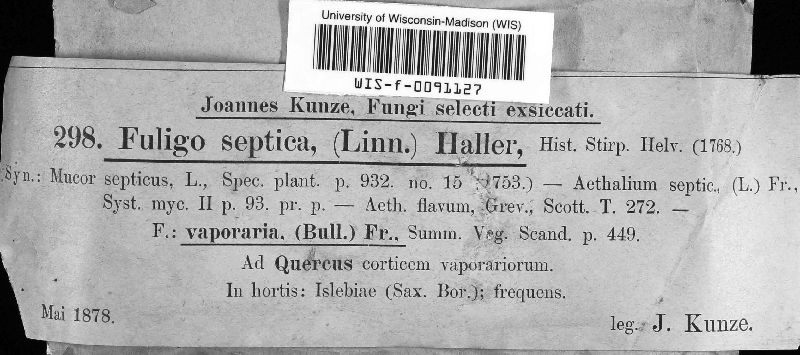 University of Wisconsin-Madison (WIS)
WIS-f-0091127
Joannes Kunze, Fungi selecti exsiccati.
298. Fuligo septica, (Linn.) Haller, Hist. Stirp. Helv. (1768.)
Syn.: Mucor septicus, L., Spec. plant. p. 932. no. 15 1753.) — Aethalium septic., (L.) Fr.,
Syst. myc. II p. 93. pr. p. — Aeth. flavum, Grev., Scott. T. 272. —
F.: vaporaria, (Bull.) Fr., Summ. Veg. Scand. p. 449.
Ad Quercus corticem vaporariorum.
In hortis: Islebiae (Sax. Bor.); frequens.
Mai 1878.
leg. J. Kunze.